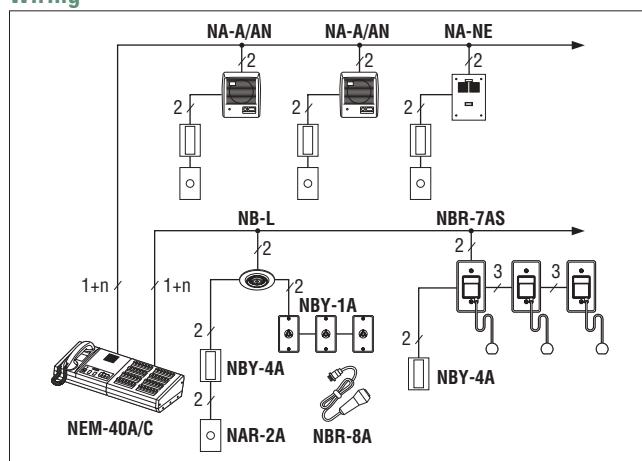 Wiring
NA-A/AN NA-A/AN NA-NE
2 2 2
2 2 2
NB-L NBR-7AS
2 2
3 3
1+n 1+n
2 NBY-1A
2 NBY-4A 2 NBY-4A
2
NEM-40A/C NAR-2A NBR-8A